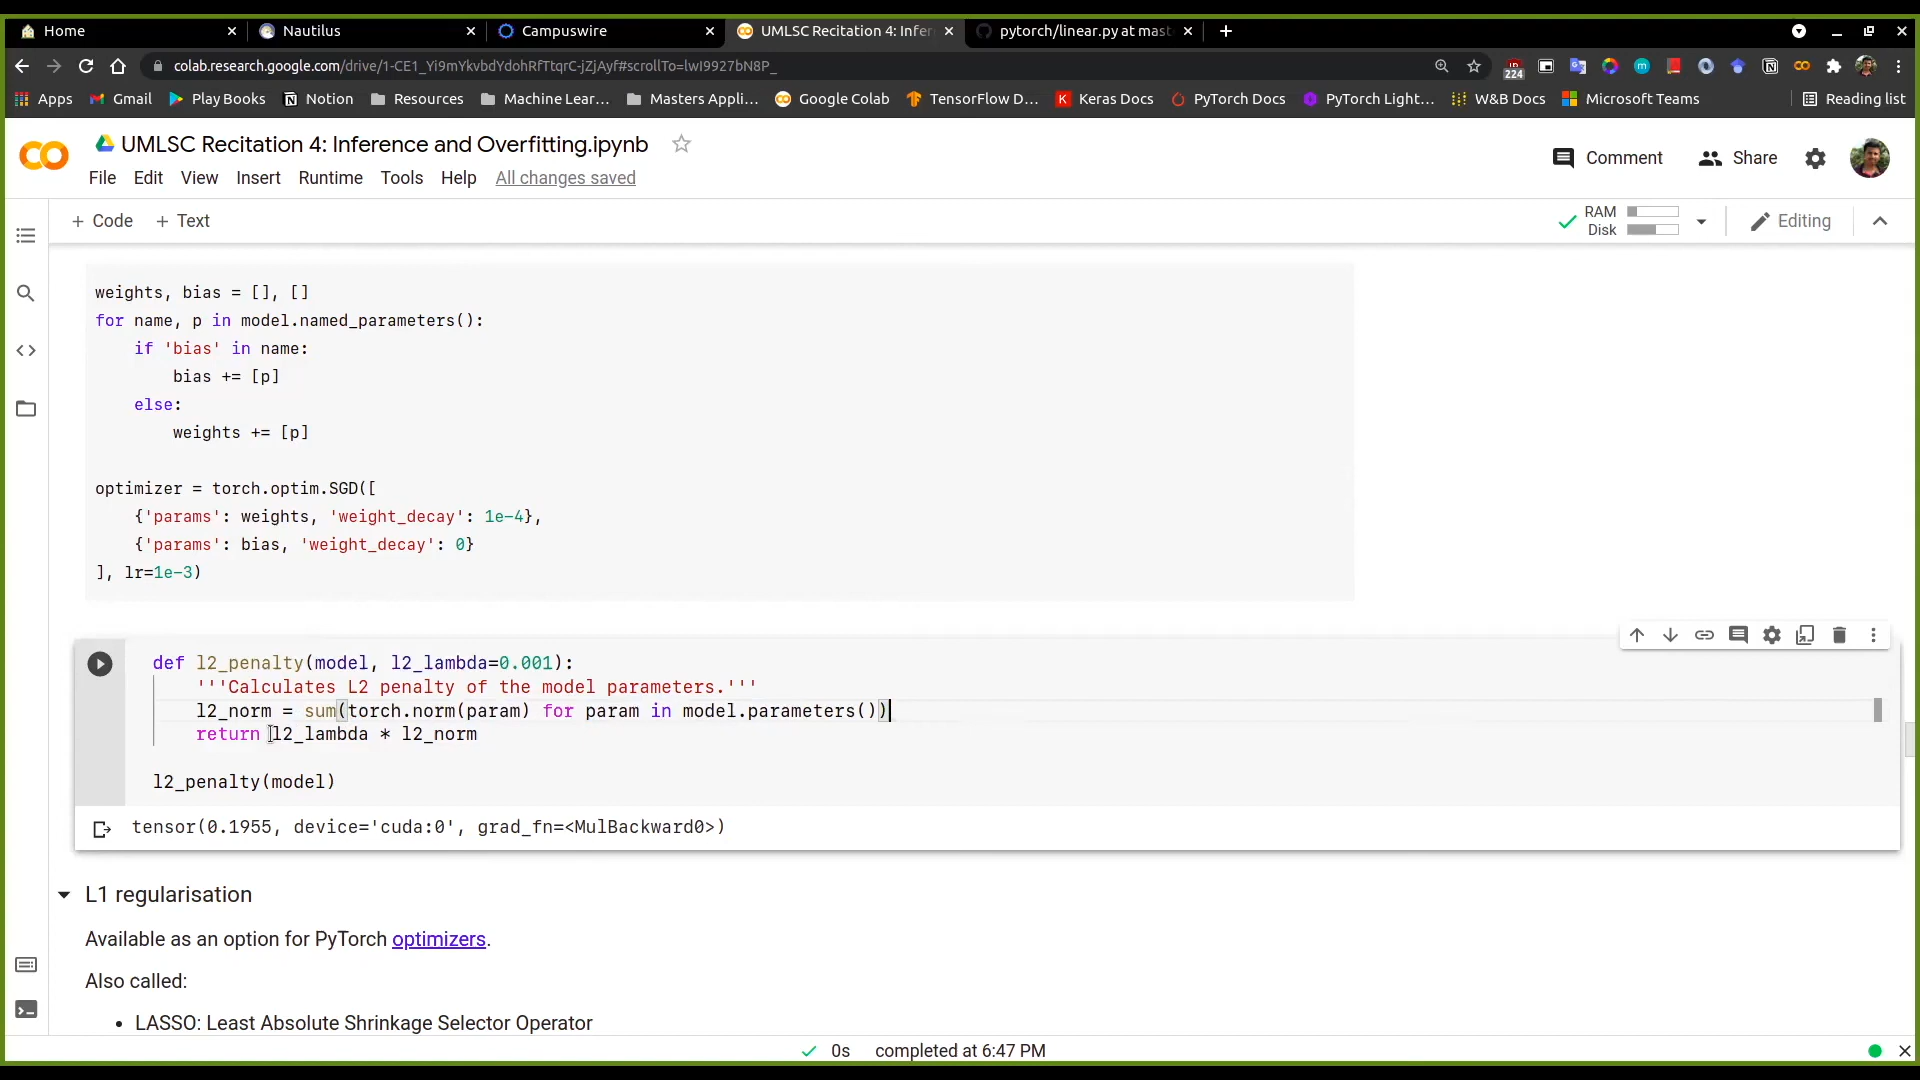 Home
Nautilus
Campuswire
UMLSC Recitation 4: Infer
pytorch/linear.py at mast
colab.research.google.com/drive/1-CE1_Yi9mYkvbdYdohRfTtqrC-jZjAyf#scrollTo=lwI9927bN8P_
224
Apps
Gmail
Play Books
Notion
Resources
Machine Lear...
Masters Appli...
Google Colab
TensorFlow D...
Keras Docs
PyTorch Docs
PyTorch Light...
W&B Docs
Microsoft Teams
Reading list
UMLSC Recitation 4: Inference and Overfitting.ipynb
Comment
Share
File Edit View Insert Runtime Tools Help All changes saved
+ Code + Text
RAM
Disk
Editing
weights, bias = [], []
for name, p in model.named_parameters():
    if 'bias' in name:
        bias += [p]
    else:
        weights += [p]
optimizer = torch.optim.SGD([
    {'params': weights, 'weight_decay': 1e-4},
    {'params': bias, 'weight_decay': 0}
], lr=1e-3)
def l2_penalty(model, l2_lambda=0.001):
    '''Calculates L2 penalty of the model parameters.'''
    l2_norm = sum(torch.norm(param) for param in model.parameters())
    return l2_lambda * l2_norm
l2_penalty(model)
tensor(0.1955, device='cuda:0', grad_fn=<MulBackward0>)
L1 regularisation
Available as an option for PyTorch optimizers.
Also called:
• LASSO: Least Absolute Shrinkage Selector Operator
0s completed at 6:47 PM